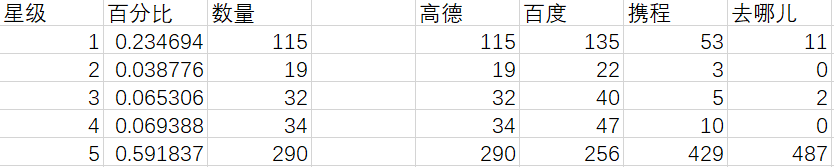 星级 百分比 数量 高德 百度 携程 去哪儿
1 0.234694 115 115 135 53 11
2 0.038776 19 19 22 3 0
3 0.065306 32 32 40 5 2
4 0.069388 34 34 47 10 0
5 0.591837 290 290 256 429 487